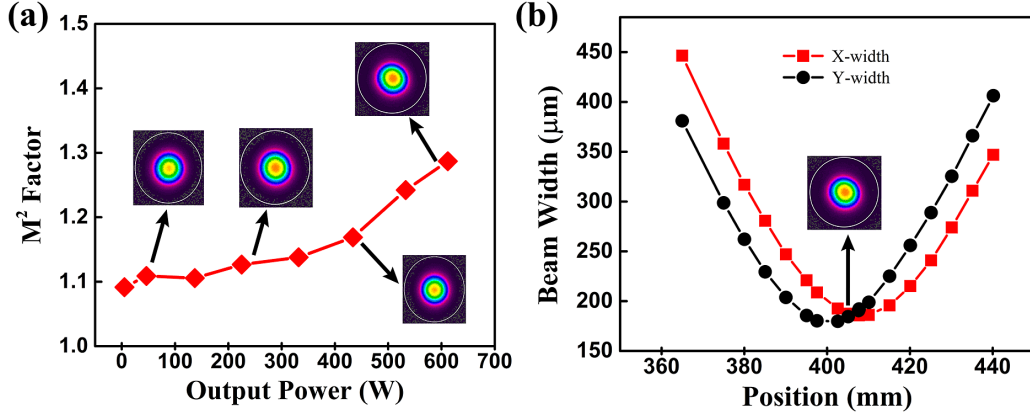 (a)
1.5
1.4
1.3
1.2
1.1
1.0
M² Factor
0 100 200 300 400 500 600 700
Output Power (W)
(b)
450
400
350
300
250
200
150
Beam Width (μm)
X-width
Y-width
360 380 400 420 440
Position (mm)